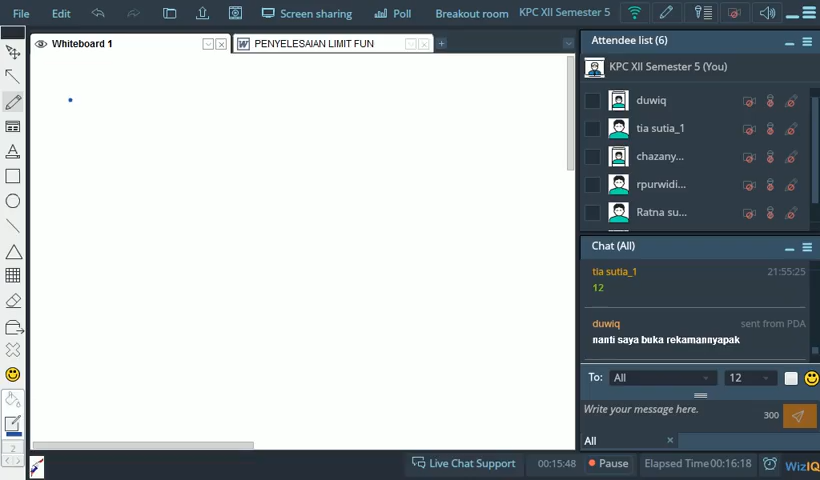 File Edit Screen sharing Poll Breakout room KPC XII Semester 5
Whiteboard 1 PENYELESAIAN LIMIT FUN
Attendee list (6)
KPC XII Semester 5 (You)
duwiq
tia sutia_1
chazany...
rpurwidi...
Ratna su...
Chat (All)
tia sutia_1 21:55:25
12
duwiq sent from PDA
nanti saya buka rekamannyapak
To: All 12
Write your message here. 300
All
2
Live Chat Support 00:15:48 Pause Elapsed Time 00:16:18 WizIQ